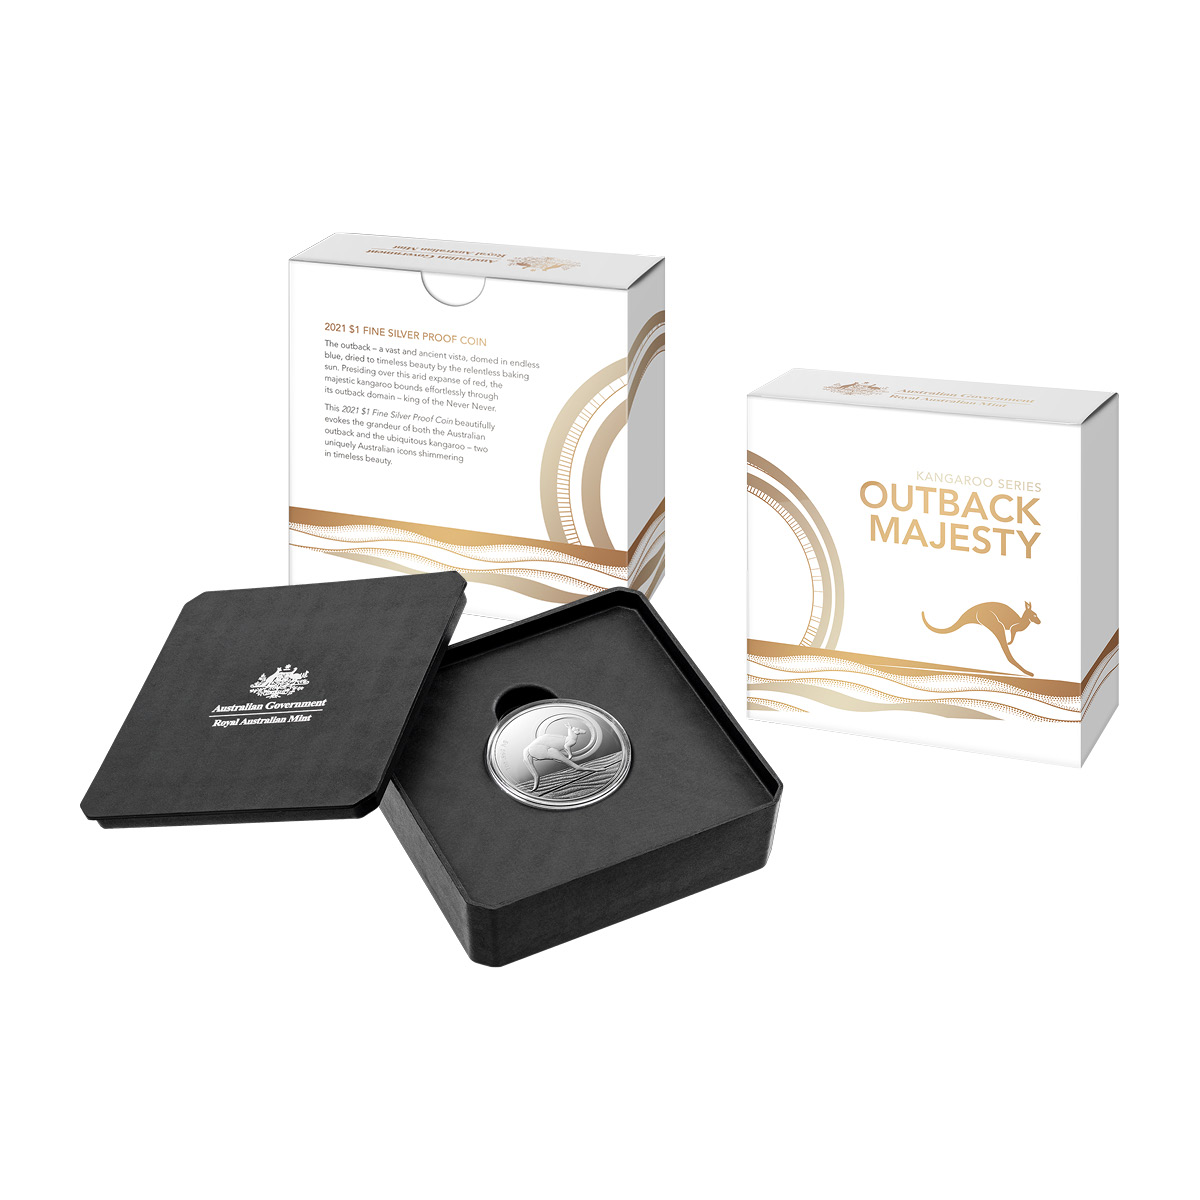 Australian Government
Royal Australian Mint
2021 $1 FINE SILVER PROOF COIN
The outback – a vast and ancient vista, domed in endless
blue, dried to timeless beauty by the relentless baking
sun. Presiding over this arid expanse of red, the
majestic kangaroo bounds effortlessly through
its outback domain – king of the Never Never.
This 2021 $1 Fine Silver Proof Coin beautifully
evokes the grandeur of both the Australian
outback and the ubiquitous kangaroo – two
uniquely Australian icons shimmering
in timeless beauty.
Australian Government
Royal Australian Mint
KANGAROO SERIES
OUTBACK
MAJESTY
Australian Government
Royal Australian Mint